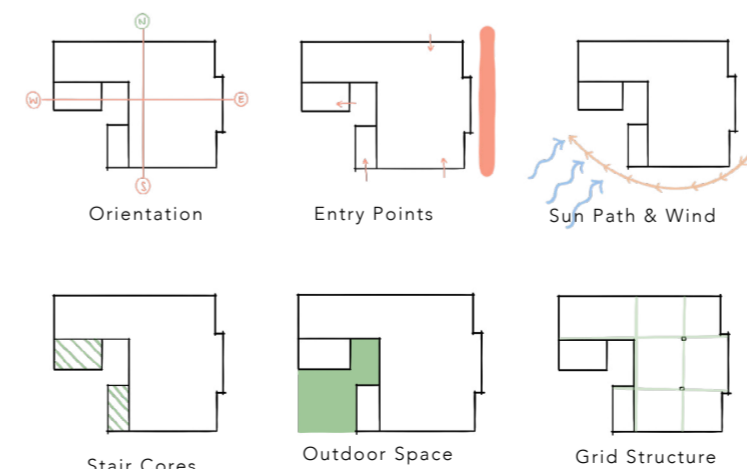 N
W
E
S
Orientation
Entry Points
Sun Path & Wind
Stair Cores
Outdoor Space
Grid Structure